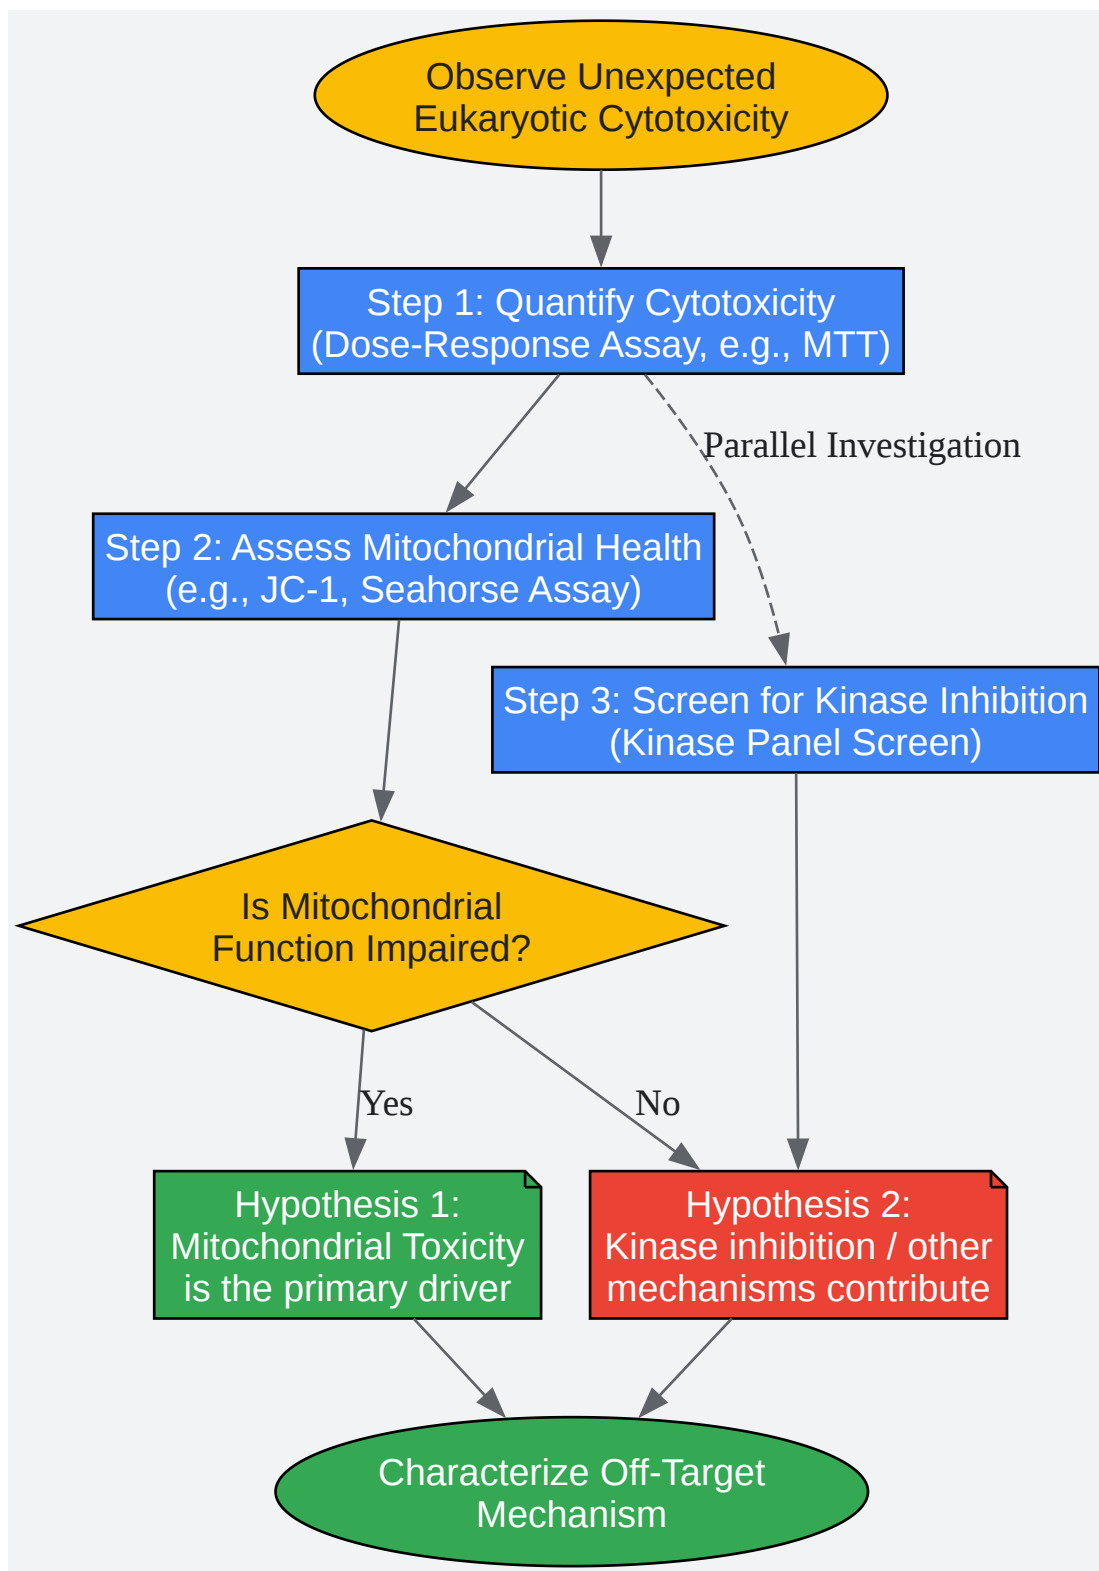 Observe Unexpected
Eukaryotic Cytotoxicity
Step 1: Quantify Cytotoxicity
(Dose-Response Assay, e.g., MTT)
Parallel Investigation
Step 2: Assess Mitochondrial Health
(e.g., JC-1, Seahorse Assay)
Step 3: Screen for Kinase Inhibition
(Kinase Panel Screen)
Is Mitochondrial
Function Impaired?
Yes
No
Hypothesis 1:
Mitochondrial Toxicity
is the primary driver
Hypothesis 2:
Kinase inhibition / other
mechanisms contribute
Characterize Off-Target
Mechanism